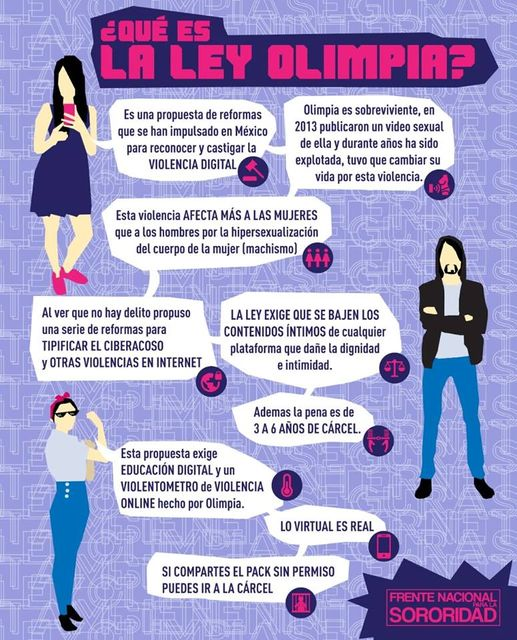 ¿QUÉ ES
LA LEY OLIMPIA?
Es una propuesta de reformas
que se han impulsado en México
para reconocer y castigar la
VIOLENCIA DIGITAL
Olimpia es sobreviviente, en
2013 publicaron un video sexual
de ella y durante años ha sido
explotada, tuvo que cambiar su
vida por esta violencia.
Esta violencia AFECTA MÁS A LAS MUJERES
que a los hombres por la hipersexualización
del cuerpo de la mujer (machismo)
Al ver que no hay delito propuso
una serie de reformas para
TIPIFICAR EL CIBERACOSO
y OTRAS VIOLENCIAS EN INTERNET
LA LEY EXIGE QUE SE BAJEN LOS
CONTENIDOS ÍNTIMOS de cualquier
plataforma que dañe la dignidad
e intimidad.
Ademas la pena es de
3 A 6 AÑOS DE CÁRCEL.
Esta propuesta exige
EDUCACIÓN DIGITAL y un
VIOLENTOMETRO de VIOLENCIA
ONLINE hecho por Olimpia.
LO VIRTUAL ES REAL
SI COMPARTES EL PACK SIN PERMISO
PUEDES IR A LA CÁRCEL
FRENTE NACIONAL
PARA LA
SORORIDAD